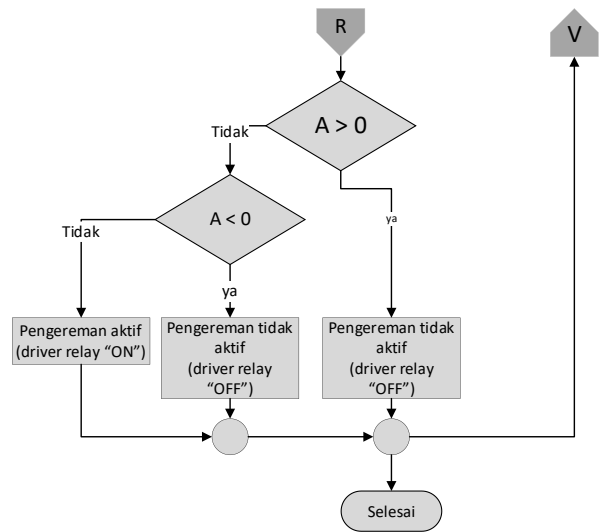 R
V
A > 0
Tidak
A < 0
ya
Tidak
ya
Pengereman aktif
(driver relay “ON”)
Pengereman tidak
aktif
(driver relay
“OFF”)
Pengereman tidak
aktif
(driver relay
“OFF”)
Selesai